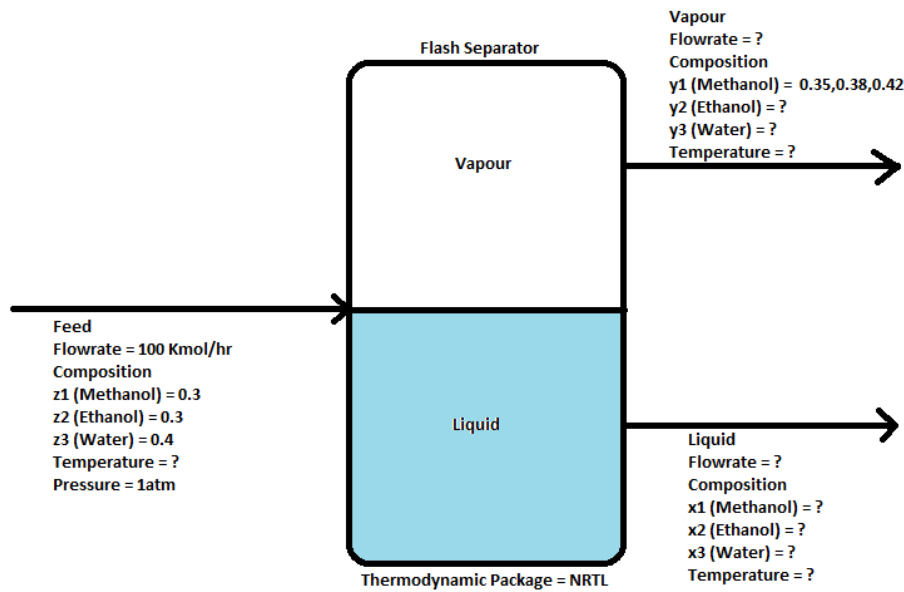 Flash Separator
Vapour
Flowrate = ?
Composition
y1 (Methanol) = 0.35,0.38,0.42
y2 (Ethanol) = ?
y3 (Water) = ?
Temperature = ?
Vapour
Feed
Flowrate = 100 Kmol/hr
Composition
z1 (Methanol) = 0.3
z2 (Ethanol) = 0.3
z3 (Water) = 0.4
Temperature = ?
Pressure = 1atm
Liquid
Liquid
Flowrate = ?
Composition
x1 (Methanol) = ?
x2 (Ethanol) = ?
x3 (Water) = ?
Temperature = ?
Thermodynamic Package = NRTL